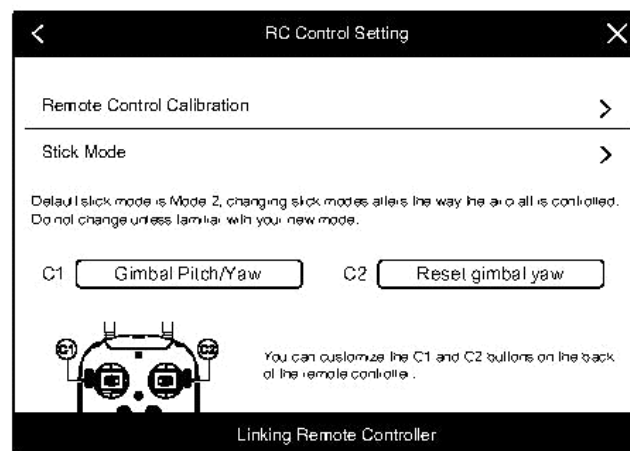 RC Control Setting
Remote Control Calibration
Stick Mode
Default stick mode is Mode 2, changing stick modes alters the way the aircraft is controlled.
Do not change unless familiar with your new mode.
C1 Gimbal Pitch/Yaw C2 Reset gimbal yaw
C1 C2
You can customize the C1 and C2 buttons on the back
of the remote controller.
Linking Remote Controller